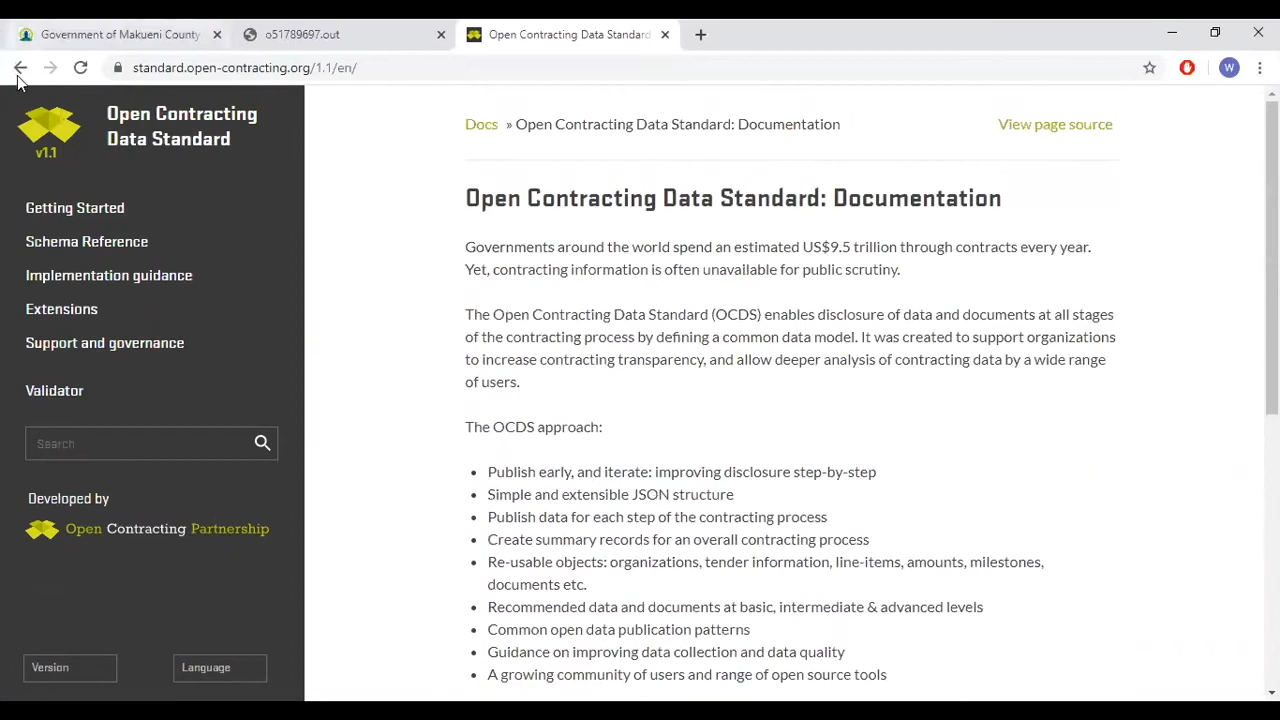 Government of Makueni County
o51789697.out
Open Contracting Data Standard
standard.open-contracting.org/1.1/en/
W
Open Contracting
Data Standard
v1.1
Getting Started
Schema Reference
Implementation guidance
Extensions
Support and governance
Validator
Search
Developed by
Open Contracting Partnership
Version
Language
Docs » Open Contracting Data Standard: Documentation
View page source
Open Contracting Data Standard: Documentation
Governments around the world spend an estimated US$9.5 trillion through contracts every year.
Yet, contracting information is often unavailable for public scrutiny.
The Open Contracting Data Standard (OCDS) enables disclosure of data and documents at all stages
of the contracting process by defining a common data model. It was created to support organizations
to increase contracting transparency, and allow deeper analysis of contracting data by a wide range
of users.
The OCDS approach:
• Publish early, and iterate: improving disclosure step-by-step
• Simple and extensible JSON structure
• Publish data for each step of the contracting process
• Create summary records for an overall contracting process
• Re-usable objects: organizations, tender information, line-items, amounts, milestones,
documents etc.
• Recommended data and documents at basic, intermediate & advanced levels
• Common open data publication patterns
• Guidance on improving data collection and data quality
• A growing community of users and range of open source tools